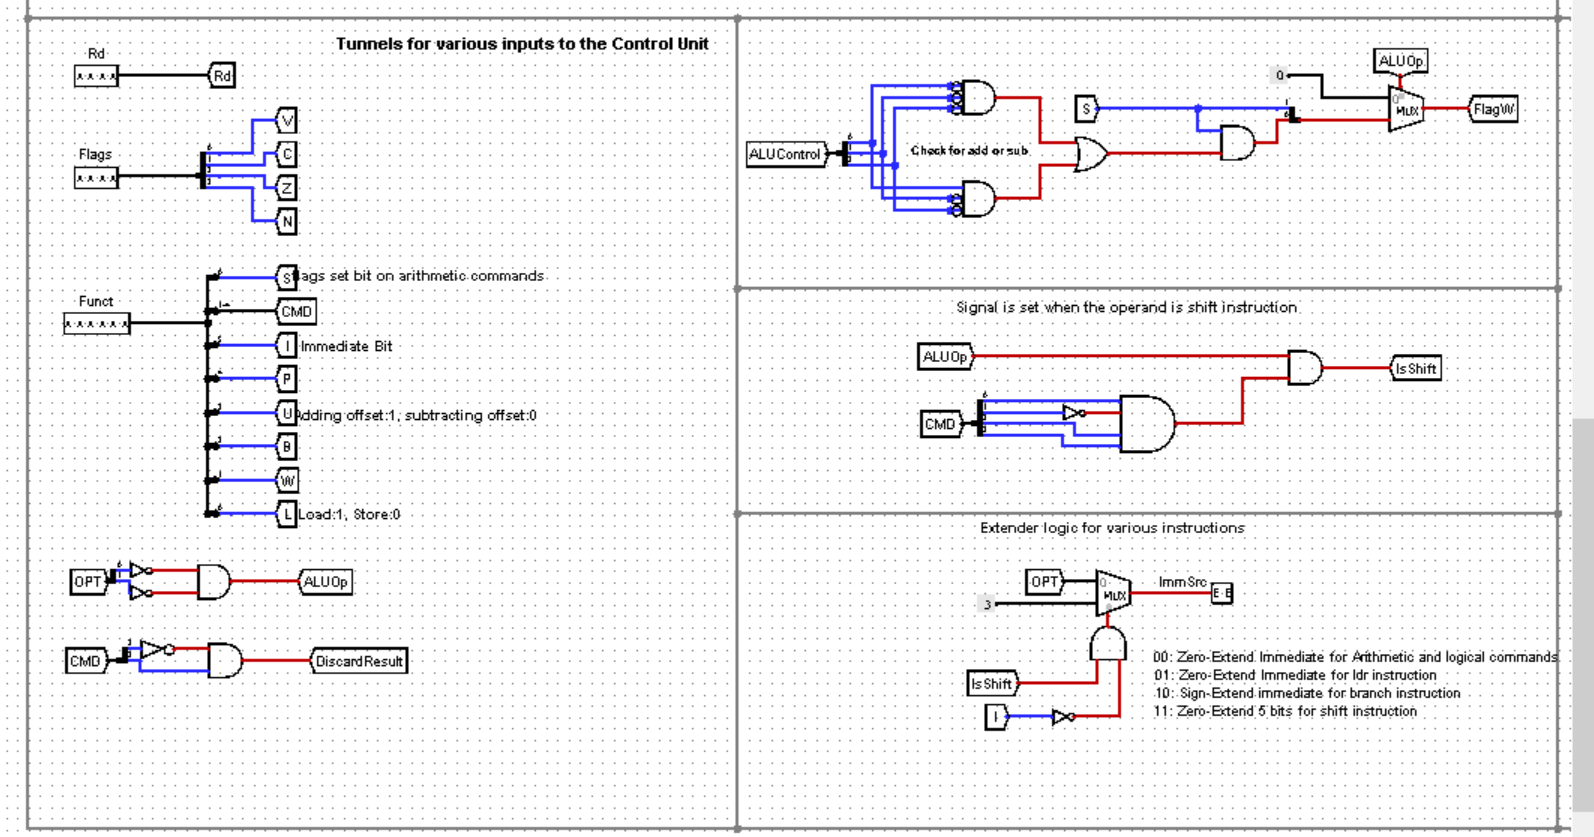 Tunnels for various inputs to the Control Unit
Rd
Rd
Flags
V
C
Z
N
Funct
S
ags set bit on arithmetic commands
CMD
I
Immediate Bit
P
U
Adding offset:1, subtracting offset:0
B
W
L
Load:1, Store:0
OPT
ALUOp
CMD
DiscardResult
ALUControl
Check for add or sub
S
0
ALUOp
MUX
FlagW
Signal is set when the operand is shift instruction
ALUOp
IsShift
CMD
Extender logic for various instructions
OPT
3
0
MUX
ImmSrc
E E
IsShift
I
00: Zero-Extend Immediate for Arithmetic and logical commands
01: Zero-Extend Immediate for ldr instruction
10: Sign-Extend immediate for branch instruction
11: Zero-Extend 5 bits for shift instruction